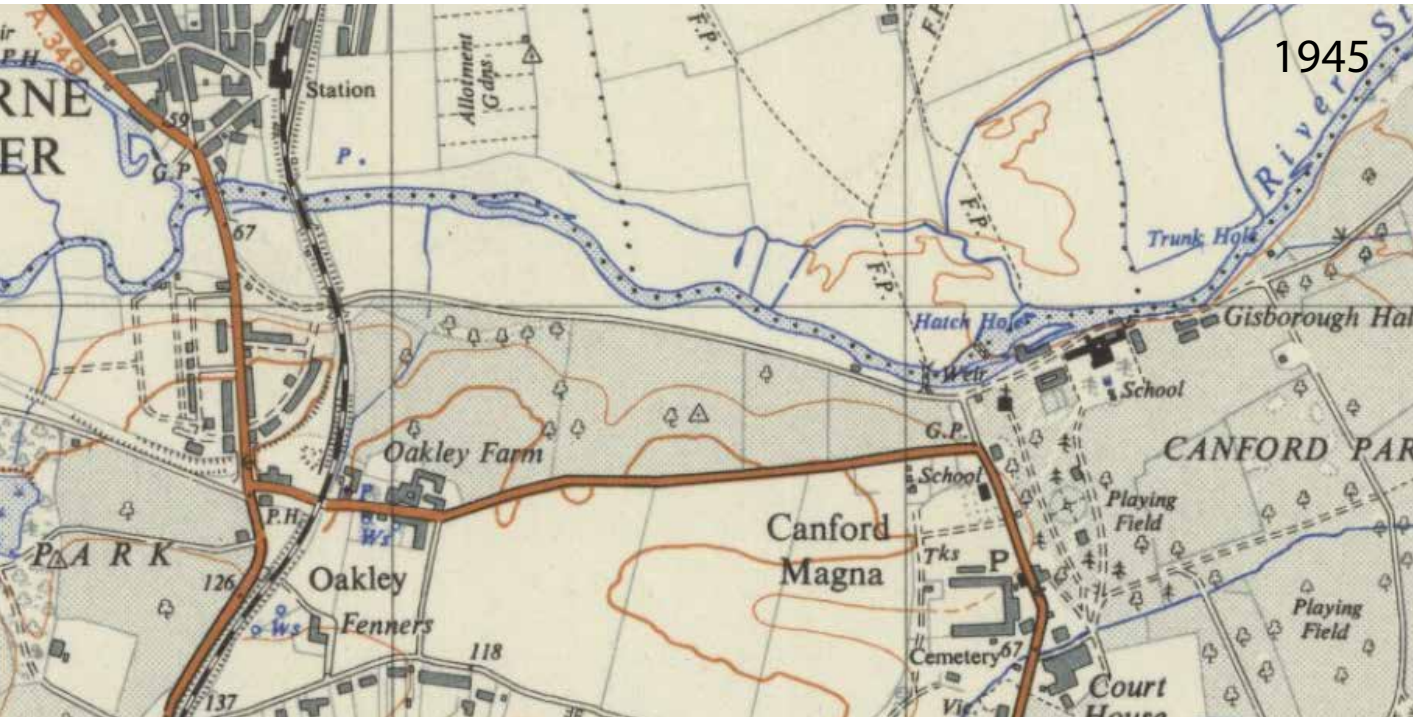 1945
A.349
P.H.
RNE
ER
59
G.P
Station
P.
Allotment
Gdns
F.P.
F.P.
River St
F.P.
Trunk Hole
67
F.P.
Hatch Hole
Weir
Gisborough Hal
School
Oakley Farm
G.P.
CANFORD PAR
School
P.H.
P
Ws
Playing
Field
Canford
Magna
PARK
Tks
P
126
Oakley
Ws
Fenners
118
Playing
Field
Cemetery
67
Court
House
137
Vic.